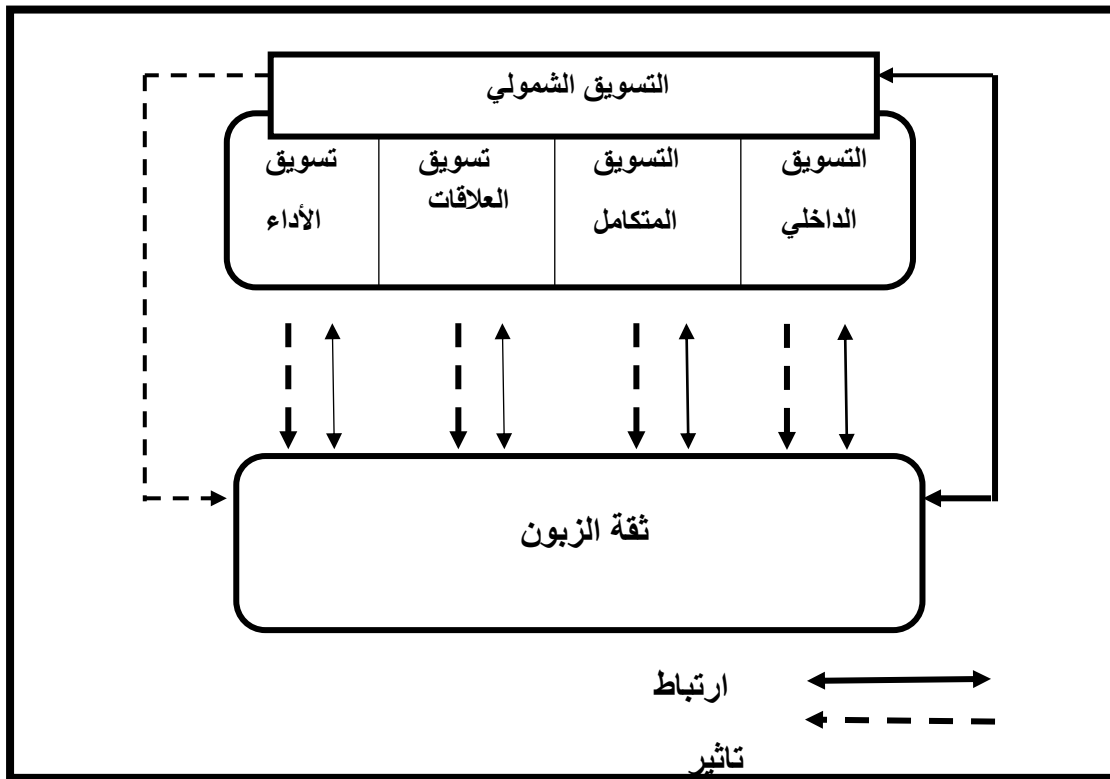 التسويق الشمولي
التسويق
الداخلي
التسويق
المتكامل
تسويق
العلاقات
تسويق
الأداء
ثقة الزبون
ارتباط
تاثير